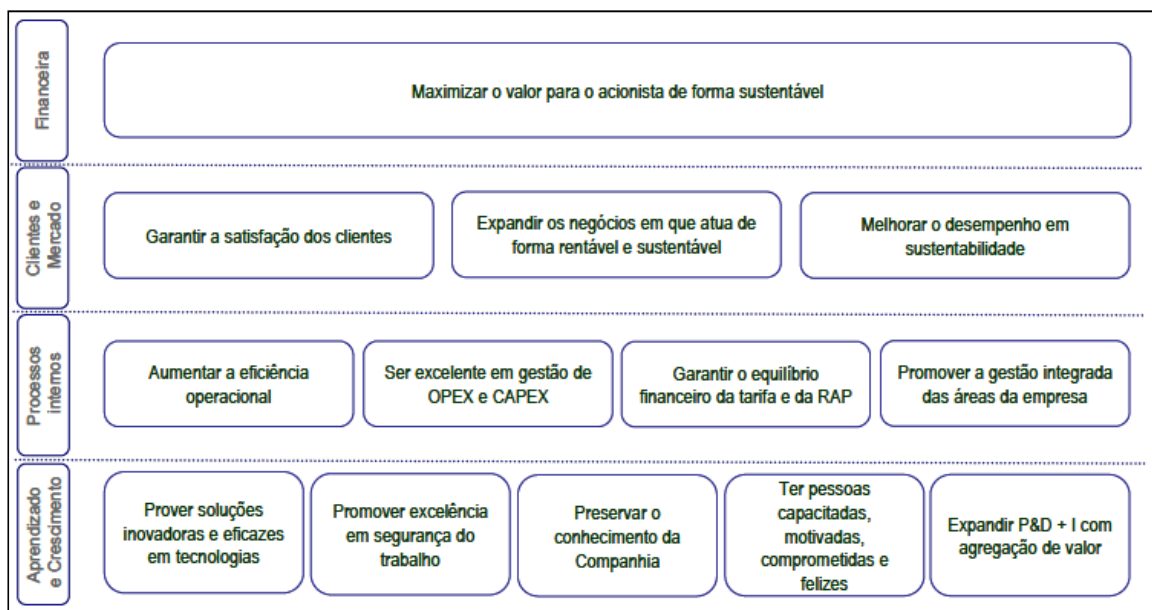 Financeira
Maximizar o valor para o acionista de forma sustentável
Clientes e
Mercado
Garantir a satisfação dos clientes
Expandir os negócios em que atua de
forma rentável e sustentável
Melhorar o desempenho em
sustentabilidade
Processos
internos
Aumentar a eficiência
operacional
Ser excelente em gestão de
OPEX e CAPEX
Garantir o equilíbrio
financeiro da tarifa e da RAP
Promover a gestão integrada
das áreas da empresa
Aprendizado
e Crescimento
Prover soluções
inovadoras e eficazes
em tecnologias
Promover excelência
em segurança do
trabalho
Preservar o
conhecimento da
Companhia
Ter pessoas
capacitadas,
motivadas,
comprometidas e
felizes
Expandir P&D + I com
agregação de valor